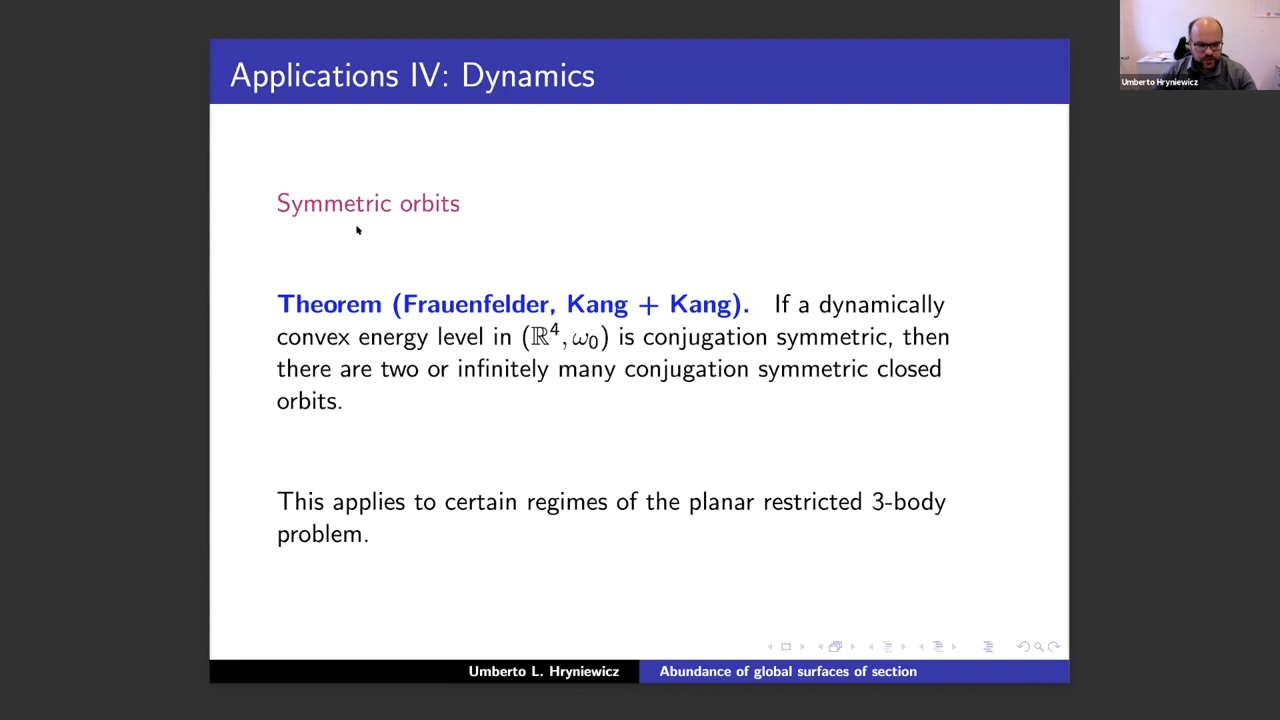 Applications IV: Dynamics
Umberto Hryniewicz
Symmetric orbits
Theorem (Frauenfelder, Kang + Kang). If a dynamically
convex energy level in (ℝ⁴, ω₀) is conjugation symmetric, then
there are two or infinitely many conjugation symmetric closed
orbits.
This applies to certain regimes of the planar restricted 3-body
problem.
Umberto L. Hryniewicz
Abundance of global surfaces of section